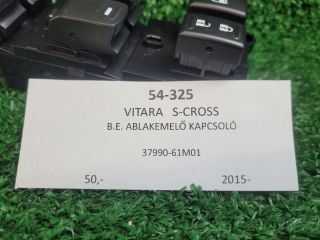 54-325
VITARA S-CROSS
B.E. ABLAKEMELŐ KAPCSOLÓ
37990-61M01
50,- 2015-